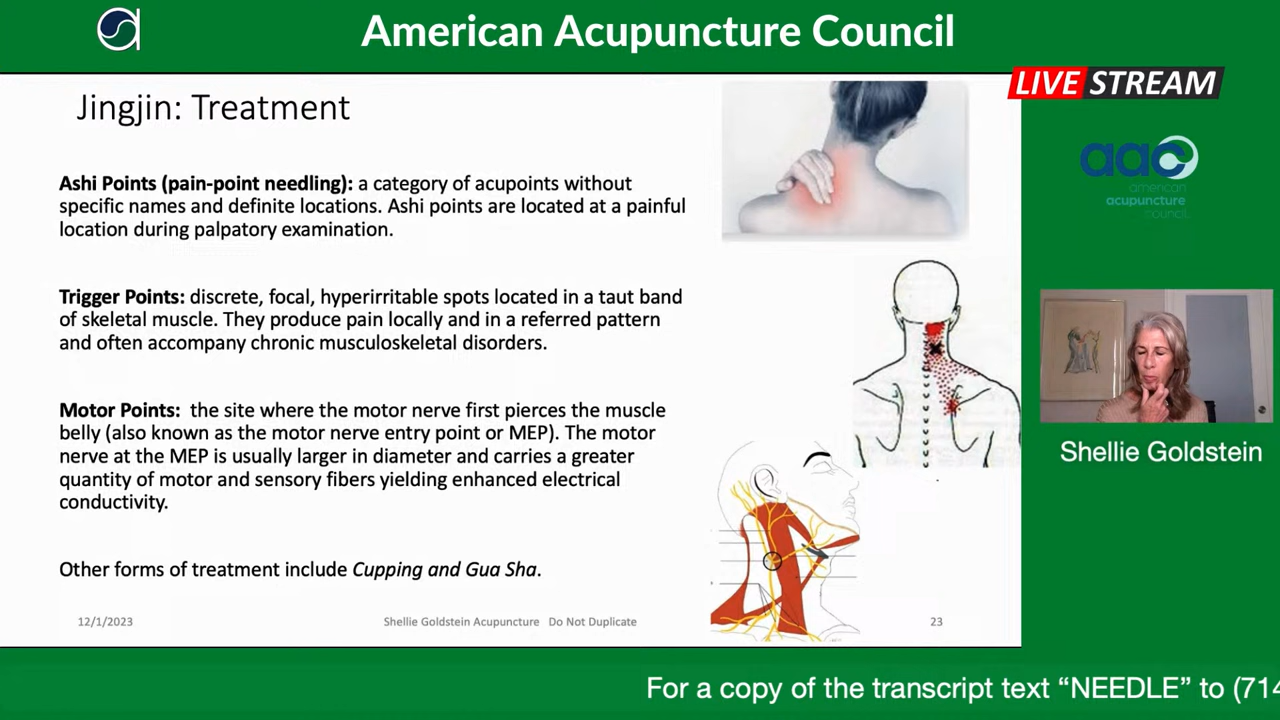 American Acupuncture Council
LIVE STREAM
Jingjin: Treatment
Ashi Points (pain-point needling): a category of acupoints without
specific names and definite locations. Ashi points are located at a painful
location during palpatory examination.
Trigger Points: discrete, focal, hyperirritable spots located in a taut band
of skeletal muscle. They produce pain locally and in a referred pattern
and often accompany chronic musculoskeletal disorders.
Motor Points:  the site where the motor nerve first pierces the muscle
belly (also known as the motor nerve entry point or MEP). The motor
nerve at the MEP is usually larger in diameter and carries a greater
quantity of motor and sensory fibers yielding enhanced electrical
conductivity.
Other forms of treatment include Cupping and Gua Sha.
12/1/2023
Shellie Goldstein Acupuncture   Do Not Duplicate
23
aac
american
acupuncture
council
Shellie Goldstein
For a copy of the transcript text “NEEDLE” to (714